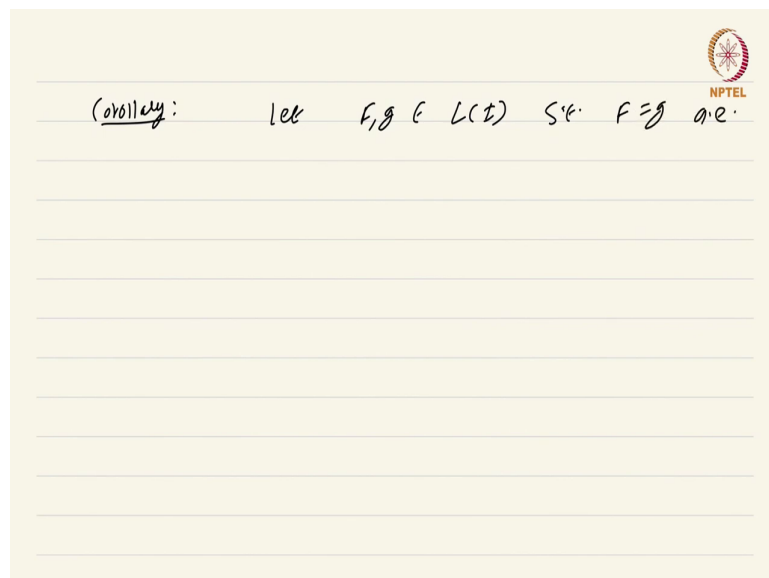 NPTEL
Corollary: let F, g ∈ L(I) s.t. F = g a.e.